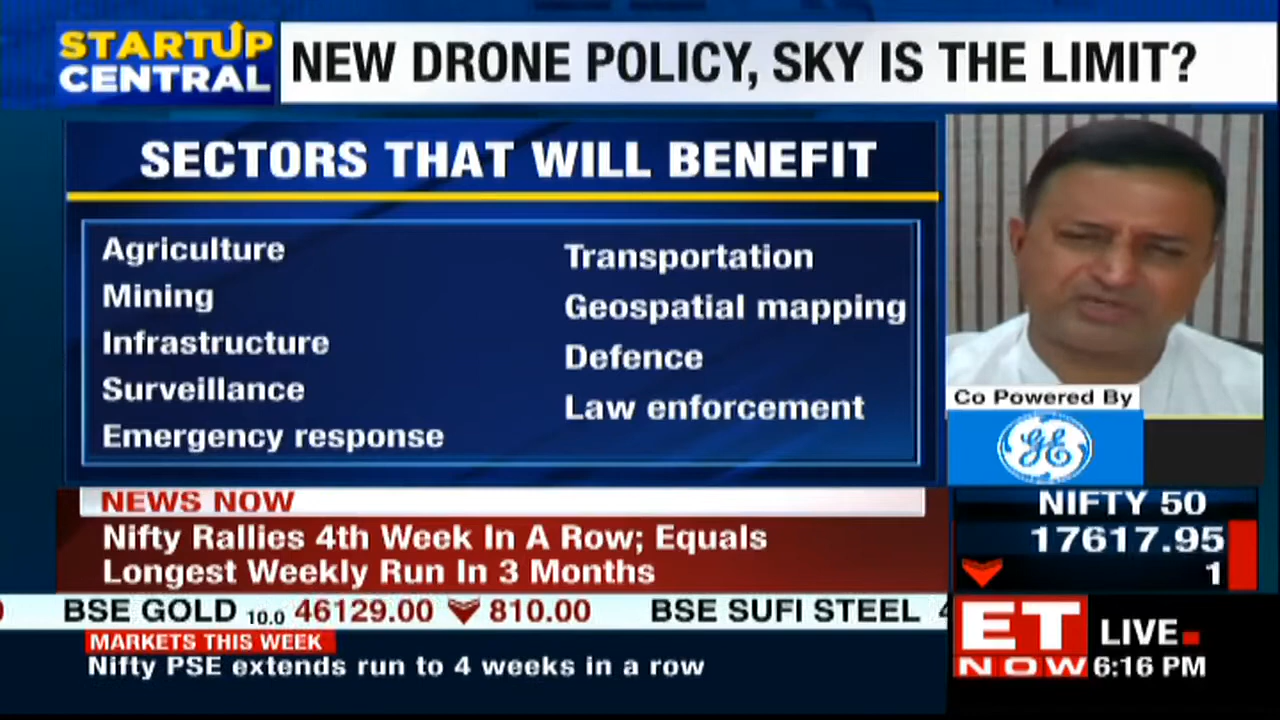 STARTUP
CENTRAL
NEW DRONE POLICY, SKY IS THE LIMIT?
SECTORS THAT WILL BENEFIT
Agriculture
Mining
Infrastructure
Surveillance
Emergency response
Transportation
Geospatial mapping
Defence
Law enforcement
Co Powered By
GE
NEWS NOW
Nifty Rallies 4th Week In A Row; Equals
Longest Weekly Run In 3 Months
NIFTY 50
17617.95
1
BSE GOLD 10.0 46129.00 810.00 BSE SUFI STEEL
MARKETS THIS WEEK
Nifty PSE extends run to 4 weeks in a row
ET
NOW
LIVE
6:16 PM